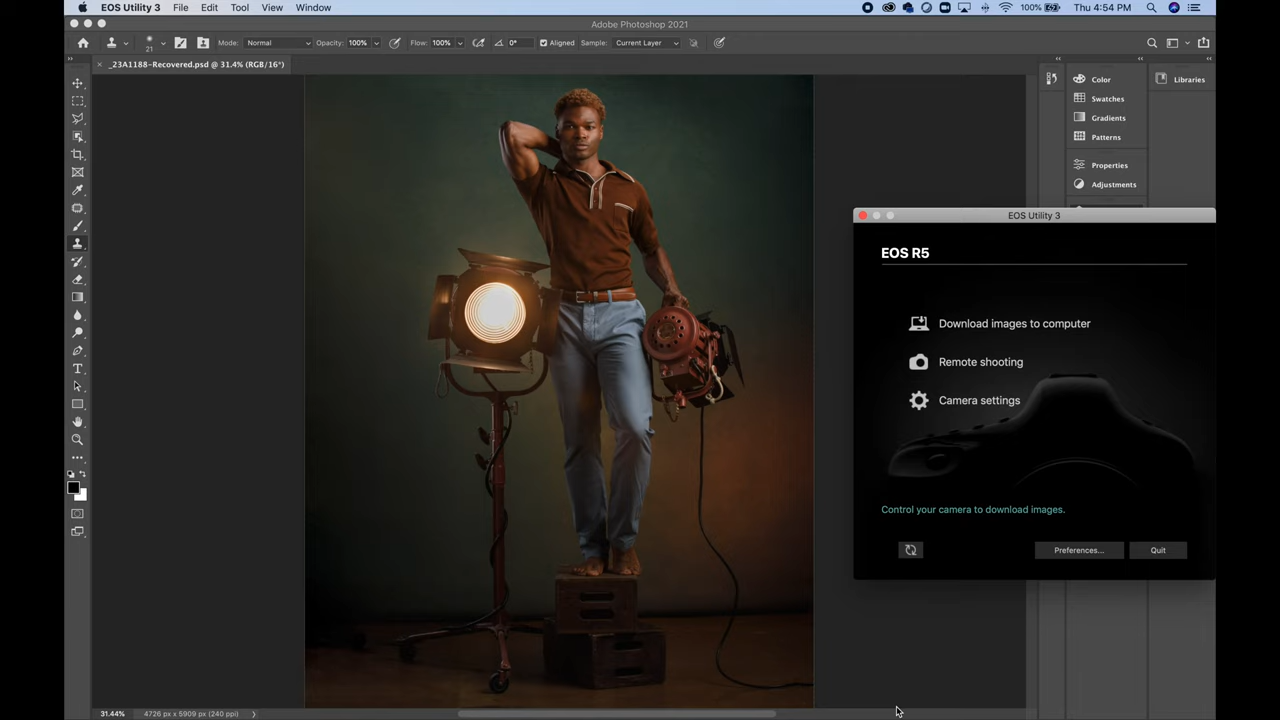 EOS Utility 3 File Edit Tool View Window 100% Thu 4:54 PM
Adobe Photoshop 2021
21 Mode: Normal Opacity: 100% Flow: 100% 0° Aligned Sample: Current Layer
_23A1188-Recovered.psd @ 31.4% (RGB/16*)
Color
Swatches
Gradients
Patterns
Properties
Adjustments
Libraries
EOS Utility 3
EOS R5
Download images to computer
Remote shooting
Camera settings
Control your camera to download images.
Preferences... Quit
31.44% 4726 px x 5909 px (240 ppi)